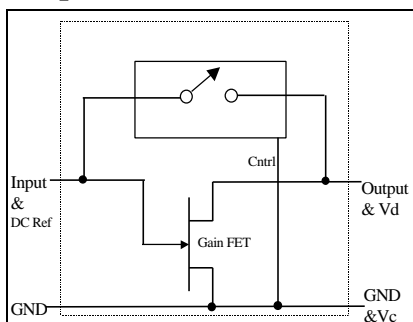 Cntrl
Input
&
DC Ref
Output
& Vd
Gain FET
GND
GND
&Vc